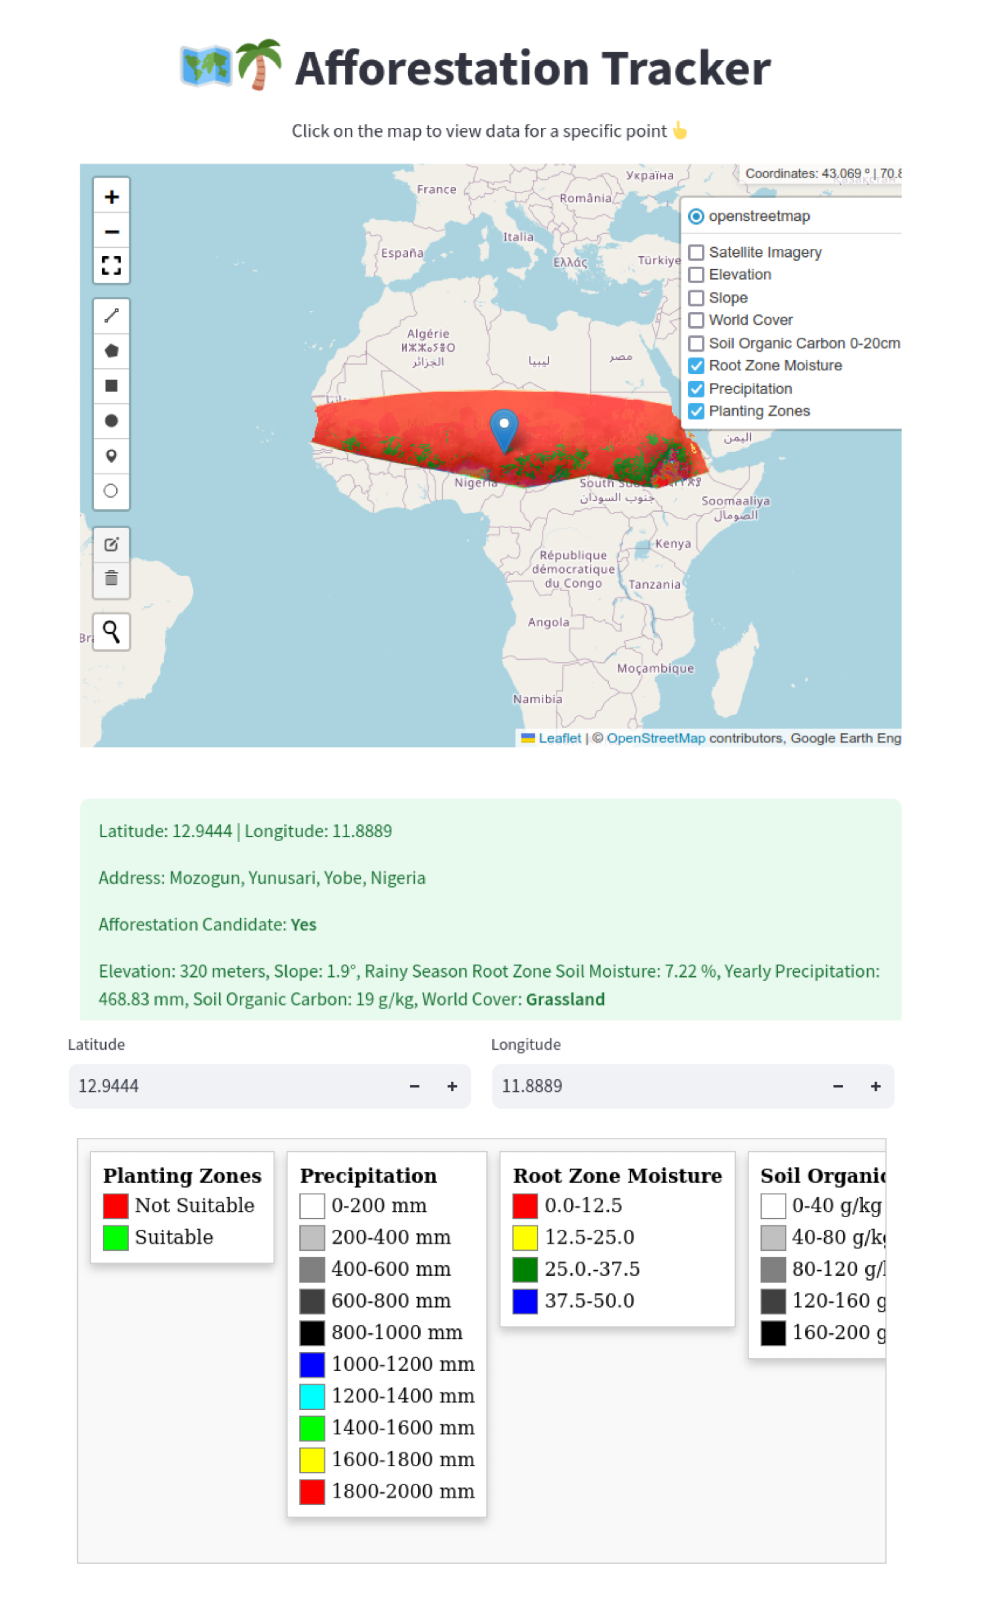 Afforestation Tracker
Click on the map to view data for a specific point
Coordinates: 43.069 º | 70.8
+
−
openstreetmap
Satellite Imagery
Elevation
Slope
World Cover
Soil Organic Carbon 0-20cm
Root Zone Moisture
Precipitation
Planting Zones
France
Україна
România
Italia
España
Ελλάς
Türkiye
Algérie
ⵍⵣⵣⴰⵢⴻⵔ
الجزائر
ليبيا
مصر
اليمن
Nigeria
South Su
جنوب السودان
Soomaaliya
الصومال
Kenya
République
démocratique
du Congo
Tanzania
Angola
Moçambique
Namibia
Bra
Leaflet | © OpenStreetMap contributors, Google Earth Eng
Latitude: 12.9444 | Longitude: 11.8889
Address: Mozogun, Yunusari, Yobe, Nigeria
Afforestation Candidate: Yes
Elevation: 320 meters, Slope: 1.9°, Rainy Season Root Zone Soil Moisture: 7.22 %, Yearly Precipitation:
468.83 mm, Soil Organic Carbon: 19 g/kg, World Cover: Grassland
Latitude
Longitude
12.9444 − +
11.8889 − +
Planting Zones
Not Suitable
Suitable
Precipitation
0-200 mm
200-400 mm
400-600 mm
600-800 mm
800-1000 mm
1000-1200 mm
1200-1400 mm
1400-1600 mm
1600-1800 mm
1800-2000 mm
Root Zone Moisture
0.0-12.5
12.5-25.0
25.0.-37.5
37.5-50.0
Soil Organic
0-40 g/kg
40-80 g/kg
80-120 g/k
120-160 g
160-200 g